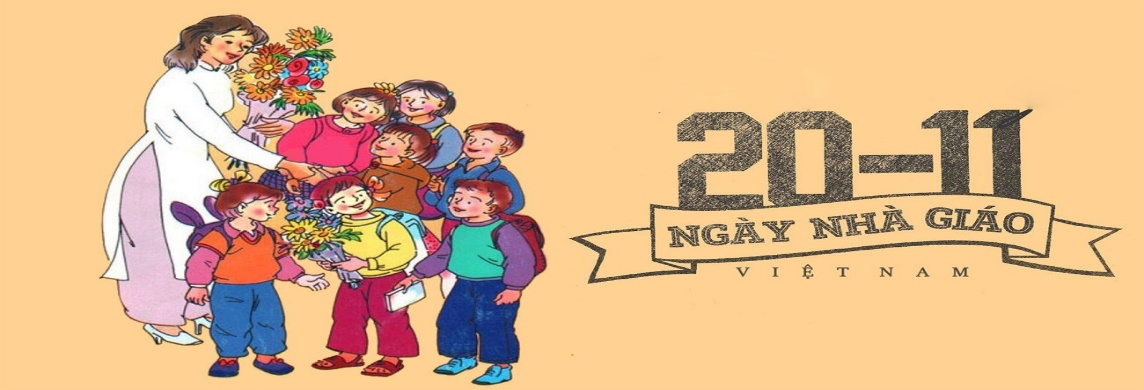 20-11
NGÀY NHÀ GIÁO
VIỆT NAM